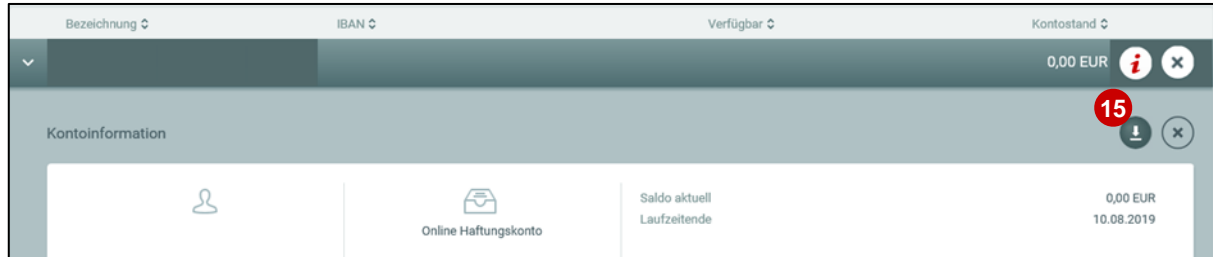 Bezeichnung IBAN Verfügbar Kontostand
0,00 EUR i
15
Kontoinformation
Saldo aktuell 0,00 EUR
Laufzeitende 10.08.2019
Online Haftungskonto